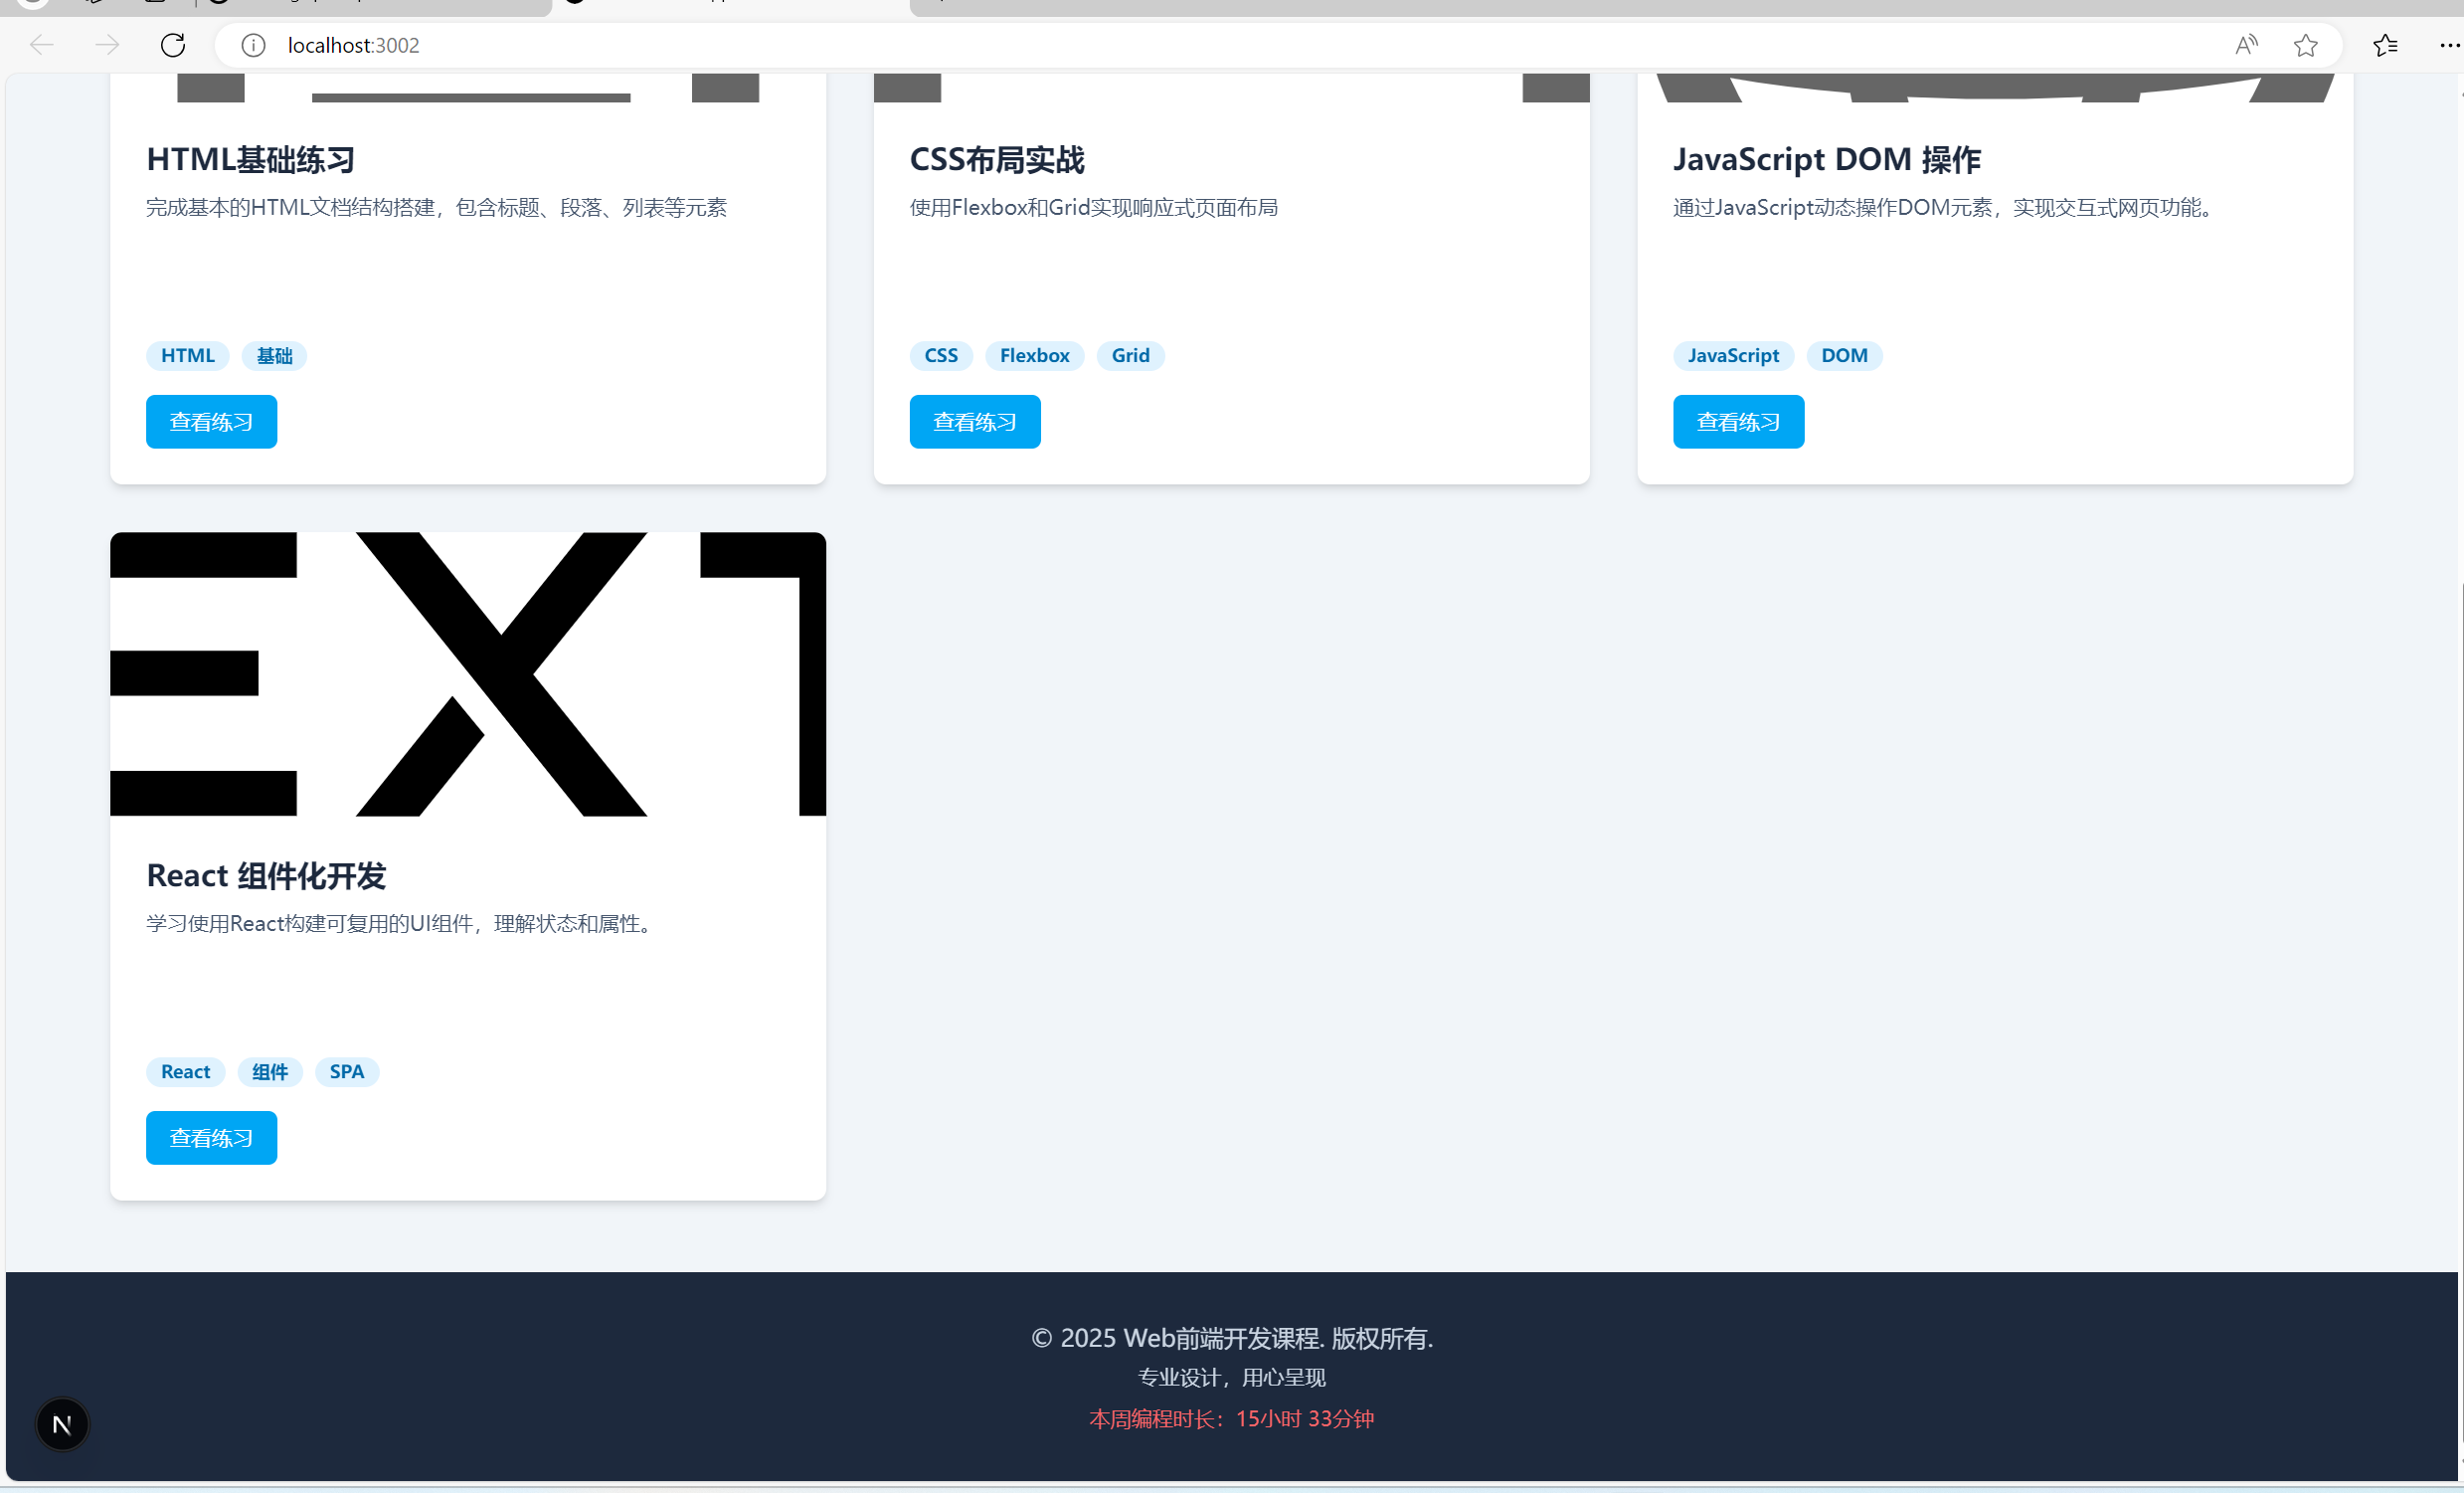 localhost:3002
HTML基础练习
完成基本的HTML文档结构搭建，包含标题、段落、列表等元素
HTML 基础
查看练习
CSS布局实战
使用Flexbox和Grid实现响应式页面布局
CSS Flexbox Grid
查看练习
JavaScript DOM 操作
通过JavaScript动态操作DOM元素，实现交互式网页功能。
JavaScript DOM
查看练习
EXT
React 组件化开发
学习使用React构建可复用的UI组件，理解状态和属性。
React 组件 SPA
查看练习
© 2025 Web前端开发课程. 版权所有.
专业设计，用心呈现
本周编程时长：15小时 33分钟
N